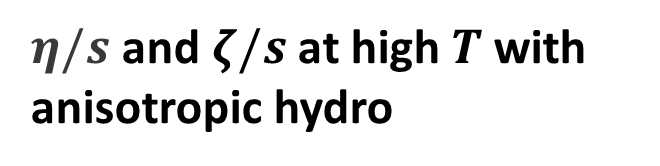 η/s and ζ/s at high T with
anisotropic hydro